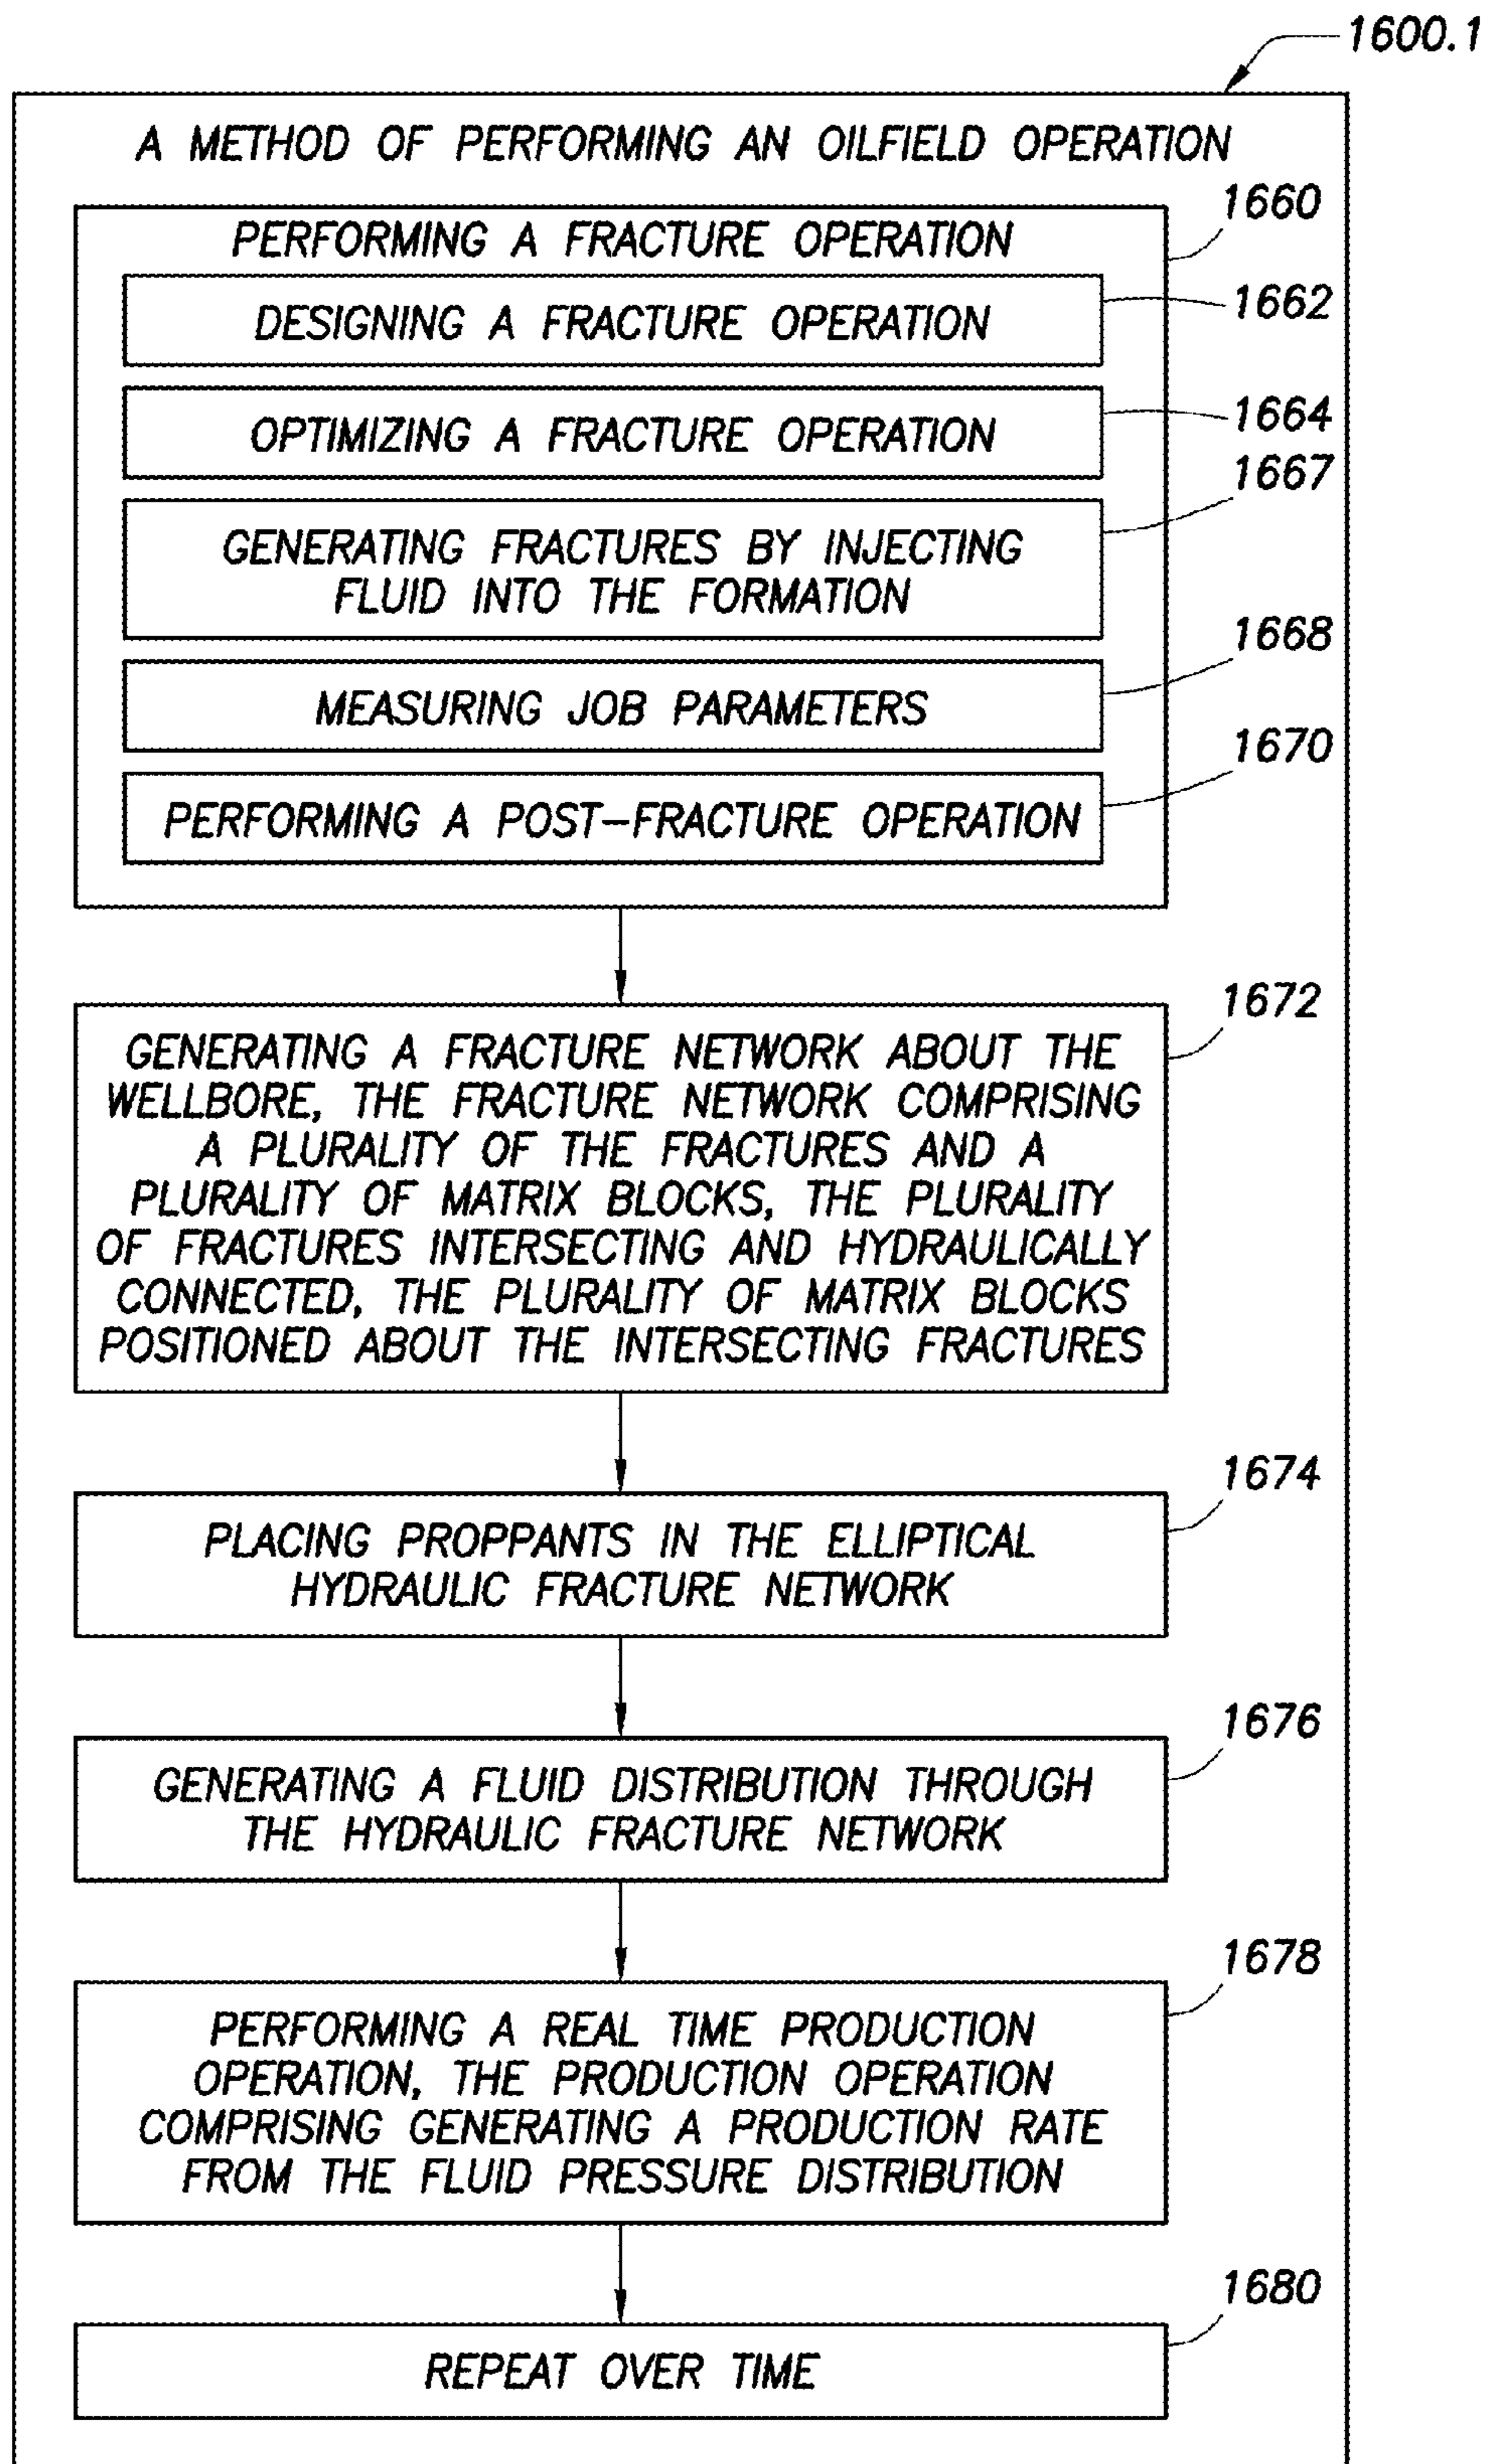 1600.1
A METHOD OF PERFORMING AN OILFIELD OPERATION
1660
PERFORMING A FRACTURE OPERATION
DESIGNING A FRACTURE OPERATION
1662
OPTIMIZING A FRACTURE OPERATION
1664
1667
GENERATING FRACTURES BY INJECTING
FLUID INTO THE FORMATION
1668
MEASURING JOB PARAMETERS
1670
PERFORMING A POST-FRACTURE OPERATION
1672
GENERATING A FRACTURE NETWORK ABOUT THE
WELLBORE, THE FRACTURE NETWORK COMPRISING
A PLURALITY OF THE FRACTURES AND A
PLURALITY OF MATRIX BLOCKS, THE PLURALITY
OF FRACTURES INTERSECTING AND HYDRAULICALLY
CONNECTED, THE PLURALITY OF MATRIX BLOCKS
POSITIONED ABOUT THE INTERSECTING FRACTURES
1674
PLACING PROPPANTS IN THE ELLIPTICAL
HYDRAULIC FRACTURE NETWORK
1676
GENERATING A FLUID DISTRIBUTION THROUGH
THE HYDRAULIC FRACTURE NETWORK
1678
PERFORMING A REAL TIME PRODUCTION
OPERATION, THE PRODUCTION OPERATION
COMPRISING GENERATING A PRODUCTION RATE
FROM THE FLUID PRESSURE DISTRIBUTION
1680
REPEAT OVER TIME